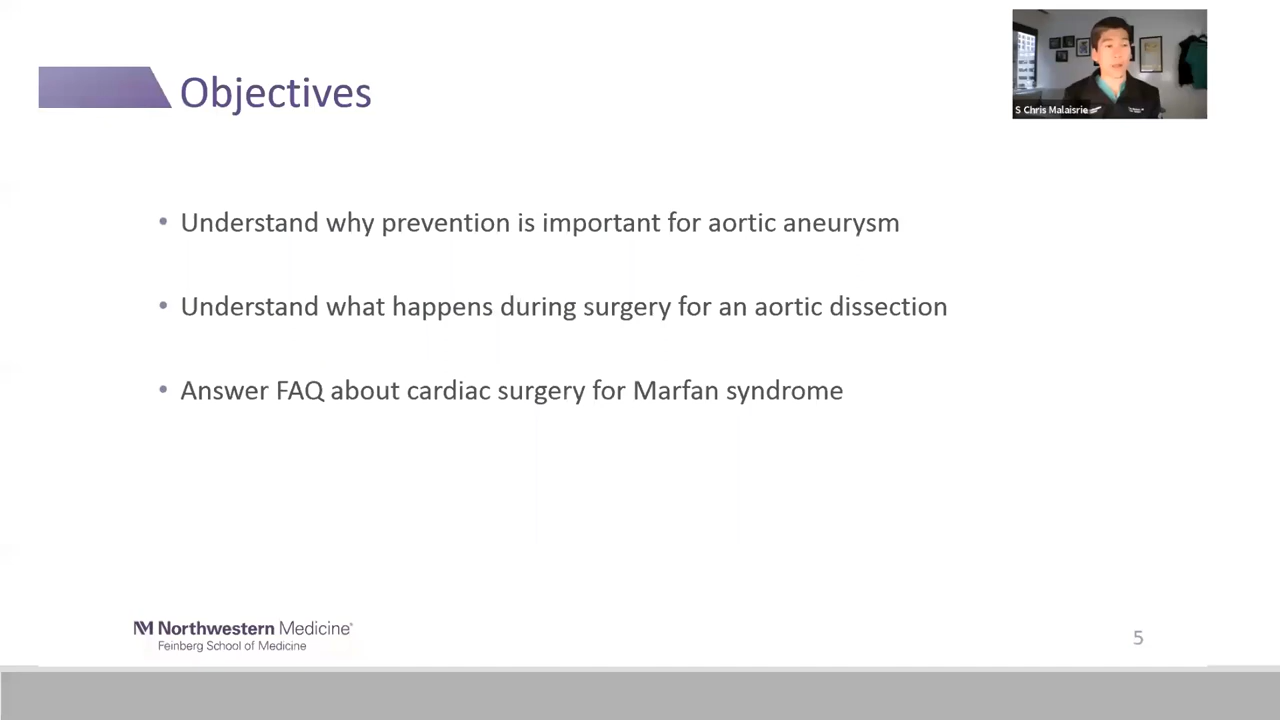 Objectives
S Chris Malaisrie
• Understand why prevention is important for aortic aneurysm
• Understand what happens during surgery for an aortic dissection
• Answer FAQ about cardiac surgery for Marfan syndrome
NM Northwestern Medicine®
Feinberg School of Medicine
5